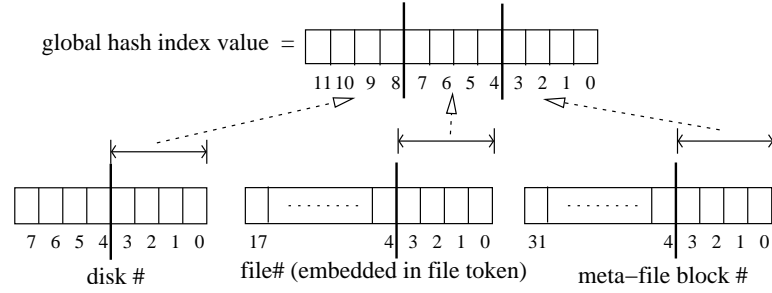 global hash index value =
11 10 9 8 7 6 5 4 3 2 1 0
7 6 5 4 3 2 1 0
17 4 3 2 1 0
31 4 3 2 1 0
disk #
file# (embedded in file token)
meta−file block #